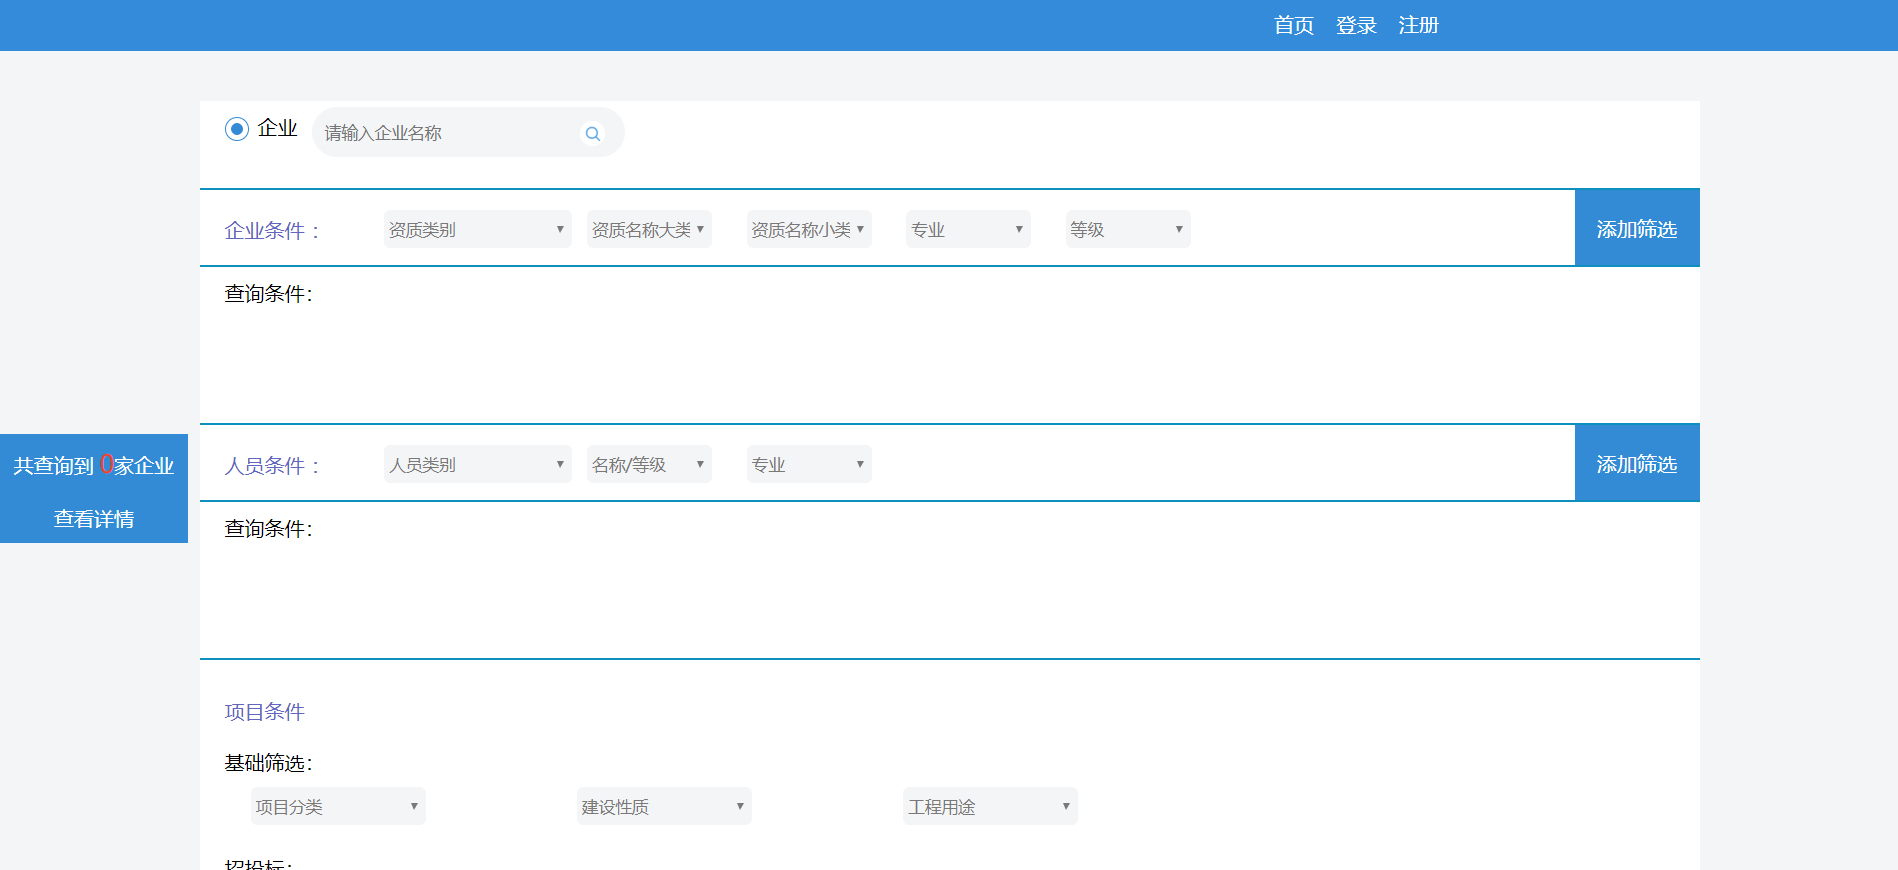 首页 登录 注册
企业 请输入企业名称
企业条件： 资质类别 资质名称大类 资质名称小类 专业 等级 添加筛选
查询条件：
共查询到 0家企业
查看详情
人员条件： 人员类别 名称/等级 专业 添加筛选
查询条件：
项目条件
基础筛选：
项目分类 建设性质 工程用途
招投标：